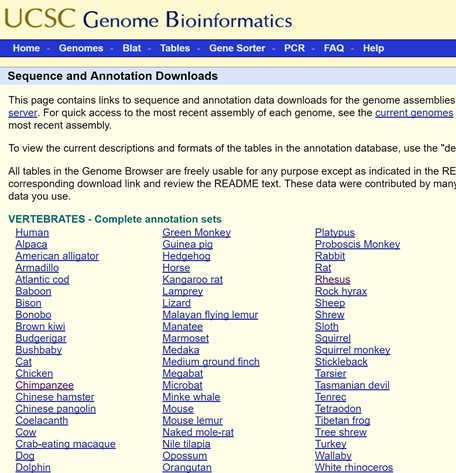 UCSC Genome Bioinformatics
Home - Genomes - Blat - Tables - Gene Sorter - PCR - FAQ - Help
Sequence and Annotation Downloads
This page contains links to sequence and annotation data downloads for the genome assemblies
server. For quick access to the most recent assembly of each genome, see the current genomes
most recent assembly.
To view the current descriptions and formats of the tables in the annotation database, use the "de
All tables in the Genome Browser are freely usable for any purpose except as indicated in the RE
corresponding download link and review the README text. These data were contributed by many
data you use.
VERTEBRATES - Complete annotation sets
Human
Alpaca
American alligator
Armadillo
Atlantic cod
Baboon
Bison
Bonobo
Brown kiwi
Budgerigar
Bushbaby
Cat
Chicken
Chimpanzee
Chinese hamster
Chinese pangolin
Coelacanth
Cow
Crab-eating macaque
Dog
Dolphin
Green Monkey
Guinea pig
Hedgehog
Horse
Kangaroo rat
Lamprey
Lizard
Malayan flying lemur
Manatee
Marmoset
Medaka
Medium ground finch
Megabat
Microbat
Minke whale
Mouse
Mouse lemur
Naked mole-rat
Nile tilapia
Opossum
Orangutan
Platypus
Proboscis Monkey
Rabbit
Rat
Rhesus
Rock hyrax
Sheep
Shrew
Sloth
Squirrel
Squirrel monkey
Stickleback
Tarsier
Tasmanian devil
Tenrec
Tetraodon
Tibetan frog
Tree shrew
Turkey
Wallaby
White rhinoceros